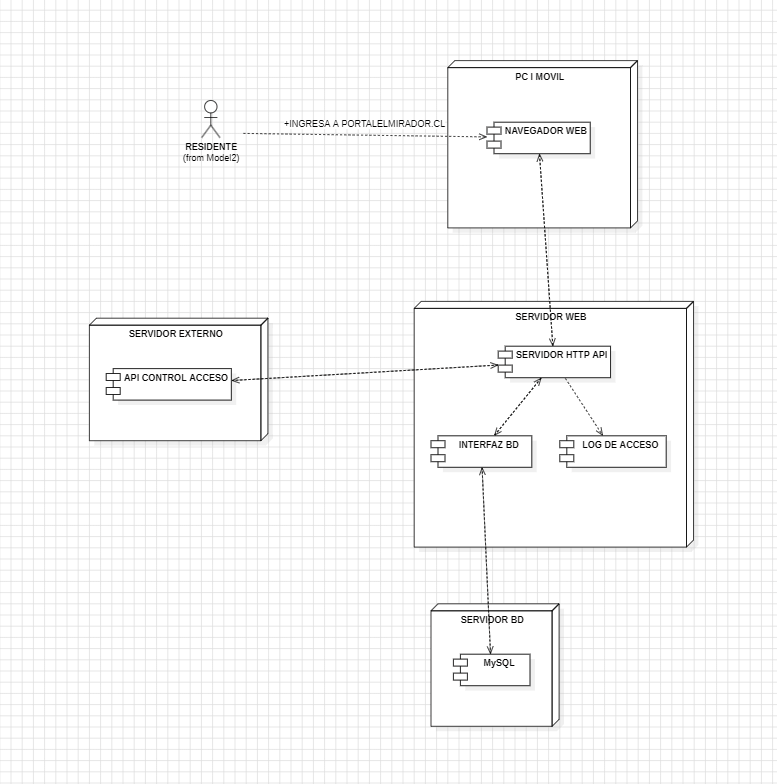 PC I MOVIL
+INGRESA A PORTALELMIRADOR.CL
NAVEGADOR WEB
RESIDENTE
(from Model2)
SERVIDOR WEB
SERVIDOR EXTERNO
SERVIDOR HTTP API
API CONTROL ACCESO
INTERFAZ BD
LOG DE ACCESO
SERVIDOR BD
MySQL